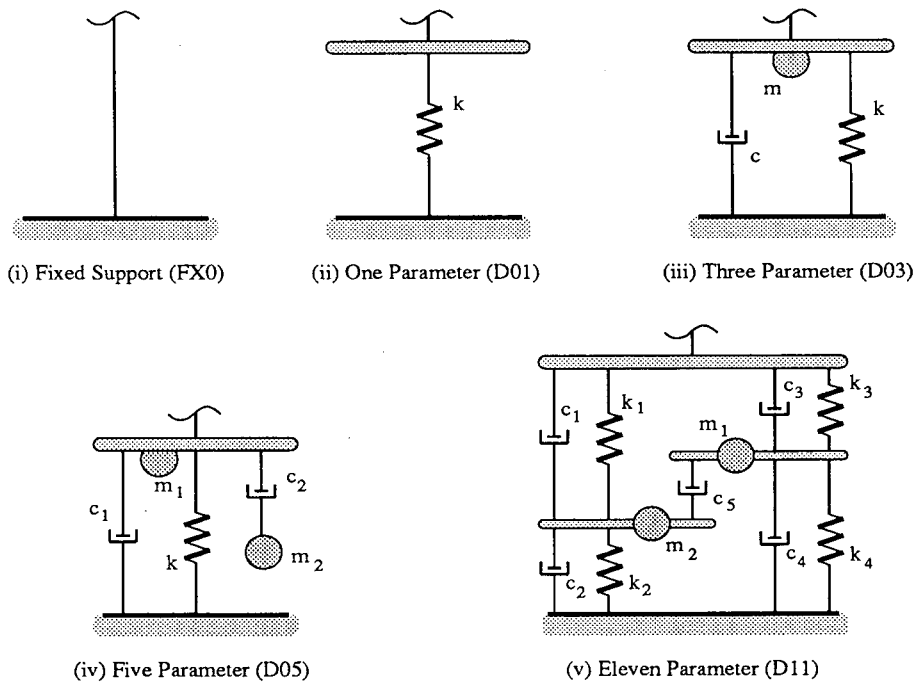 k
m
c
k
(i) Fixed Support (FX0)
(ii) One Parameter (D01)
(iii) Three Parameter (D03)
c1
m1
k
c2
m2
c1
k1
c3
k3
m1
c5
m2
c2
k2
c4
k4
(iv) Five Parameter (D05)
(v) Eleven Parameter (D11)